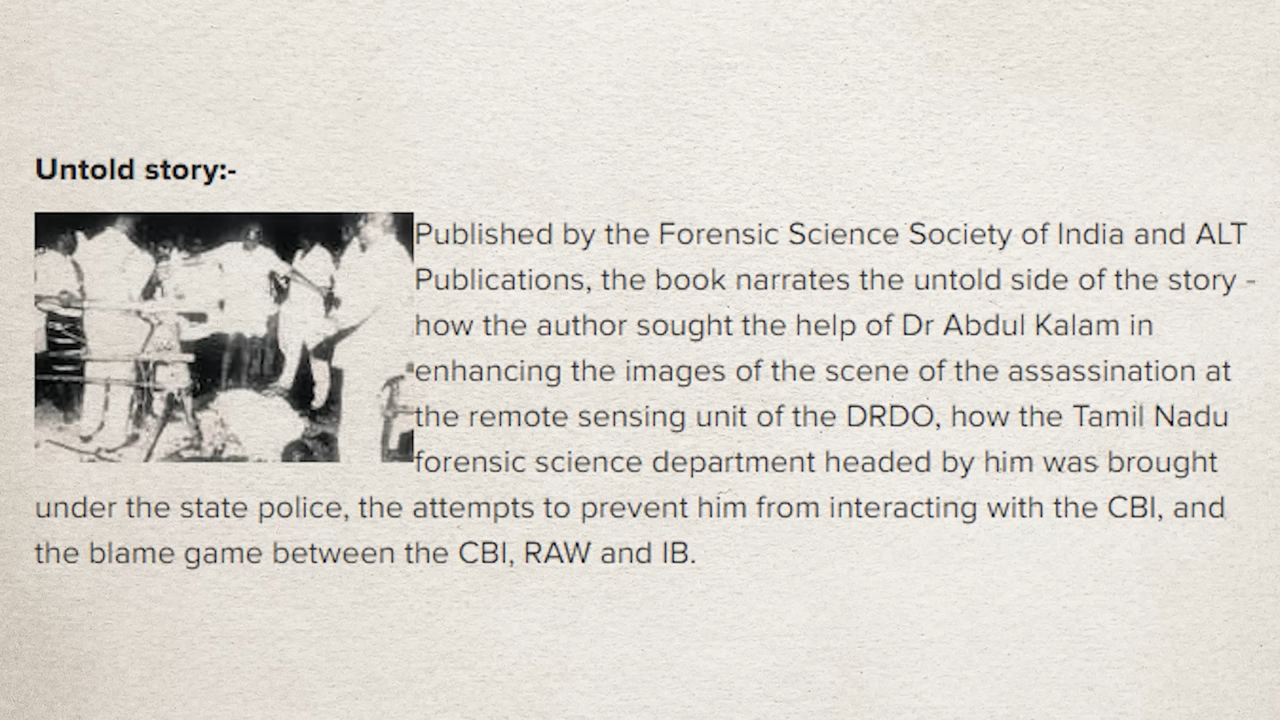 Untold story:-
Published by the Forensic Science Society of India and ALT
Publications, the book narrates the untold side of the story -
how the author sought the help of Dr Abdul Kalam in
enhancing the images of the scene of the assassination at
the remote sensing unit of the DRDO, how the Tamil Nadu
forensic science department headed by him was brought
under the state police, the attempts to prevent him from interacting with the CBI, and
the blame game between the CBI, RAW and IB.